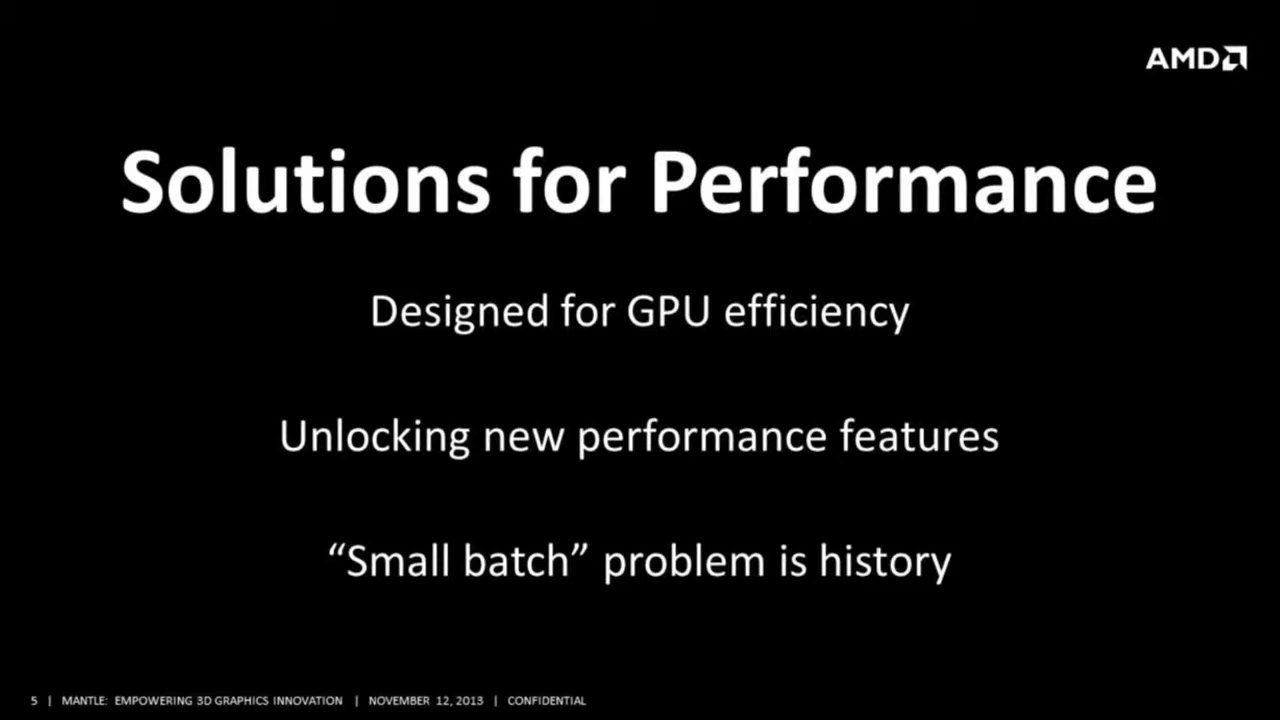 AMD
Solutions for Performance
Designed for GPU efficiency
Unlocking new performance features
“Small batch” problem is history
5 | MANTLE: EMPOWERING 3D GRAPHICS INNOVATION | NOVEMBER 12, 2013 | CONFIDENTIAL